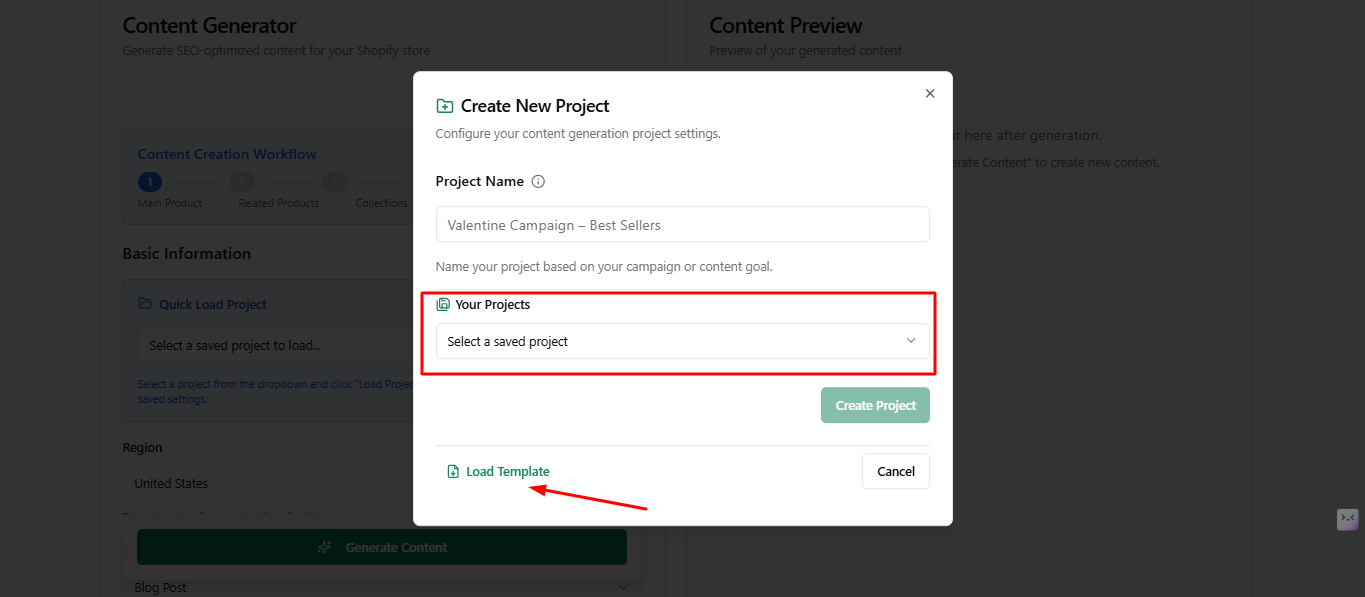 Content Generator
Generate SEO-optimized content for your Shopify store
Content Preview
Preview of your generated content
r here after generation.
erate Content" to create new content.
Content Creation Workflow
1
2
3
Main Product
Related Products
Collections
Basic Information
Quick Load Project
Select a saved project to load...
Select a project from the dropdown and click "Load Projec
saved settings.
Region
United States
Generate Content
Blog Post
Create New Project
Configure your content generation project settings.
Project Name
Valentine Campaign – Best Sellers
Name your project based on your campaign or content goal.
Your Projects
Select a saved project
Create Project
Load Template
Cancel